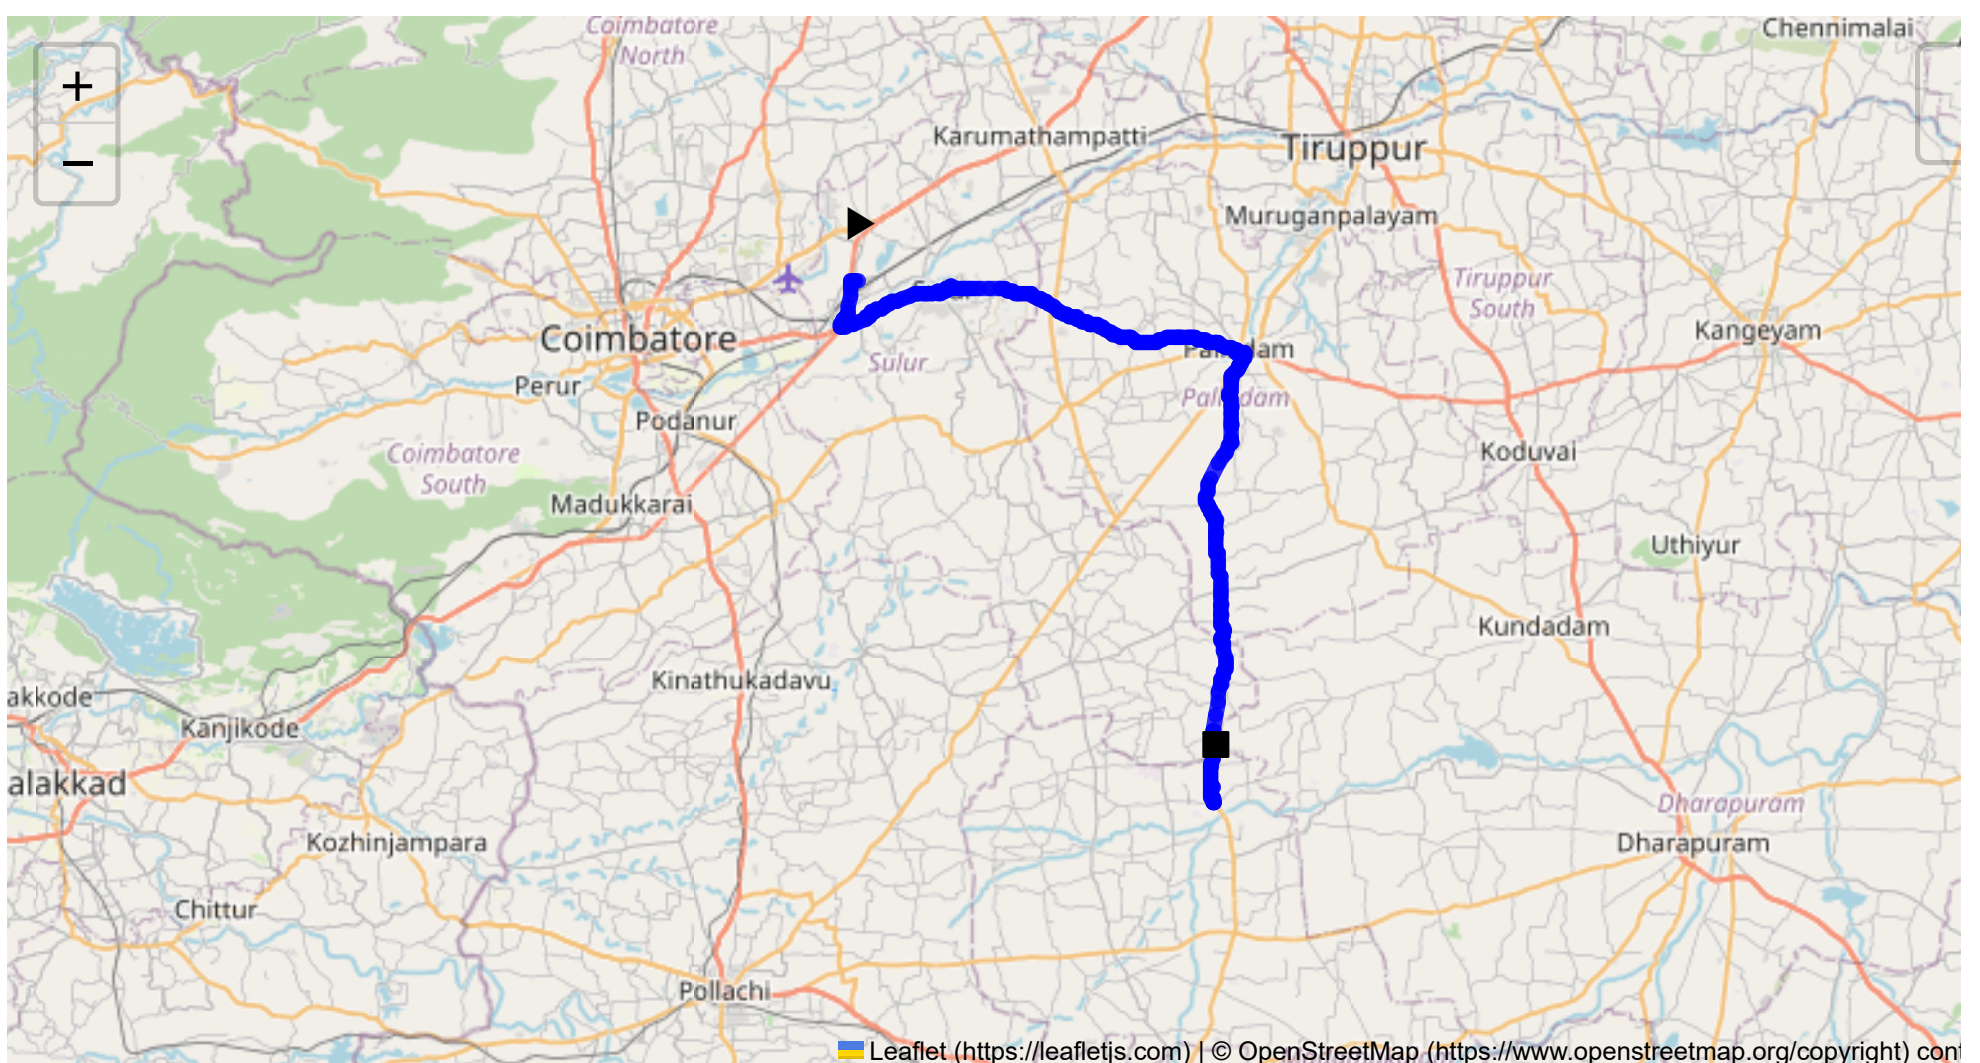 Coimbatore
North
Chennimalai
+
Karumathampatti
Tiruppur
−
Muruganpalayam
Tiruppur
South
Kangeyam
Coimbatore
Sulur
Perur
Palladam
Podanur
Koduvai
Coimbatore
South
Madukkarai
Uthiyur
Kundadam
Kinathukadavu
akkode
Kanjikode
alakkad
Dharapuram
Kozhinjampara
Dharapuram
Chittur
Pollachi
Leaflet (https://leafletjs.com) | © OpenStreetMap (https://www.openstreetmap.org/copyright) cont